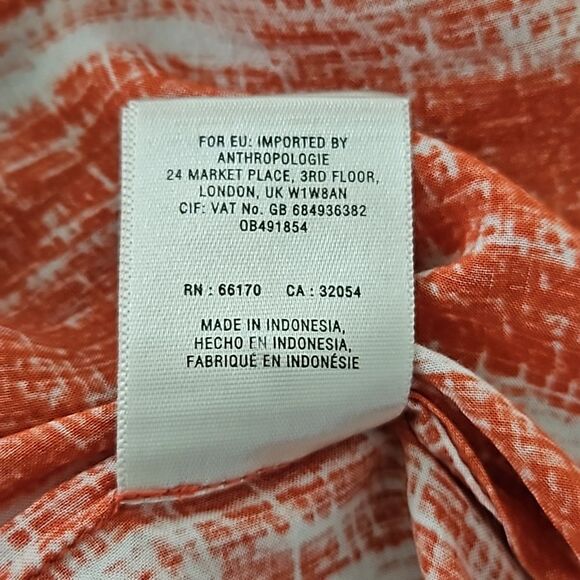 FOR EU: IMPORTED BY
ANTHROPOLOGIE
24 MARKET PLACE, 3RD FLOOR,
LONDON, UK W1W8AN
CIF: VAT No. GB 684936382
OB491854
RN : 66170 CA : 32054
MADE IN INDONESIA,
HECHO EN INDONESIA,
FABRIQUÉ EN INDONÉSIE